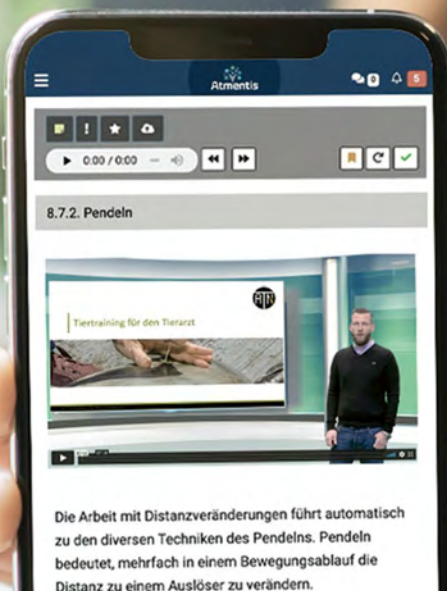 Atmentis
0
5
0:00 / 0:00
8.7.2. Pendeln
ATN
Tiertraining für den Tierarzt
Die Arbeit mit Distanzveränderungen führt automatisch
zu den diversen Techniken des Pendelns. Pendeln
bedeutet, mehrfach in einem Bewegungsablauf die
Distanz zu einem Auslöser zu verändern.